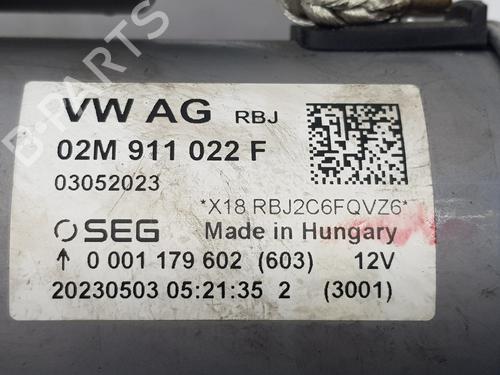 VW AG RBJ
02M 911 022 F
03052023
*X18 RBJ2C6FQVZ6*
SEG Made in Hungary
↑ 0 001 179 602 (603) 12V
20230503 05:21:35 2 (3001)
B-PARTS